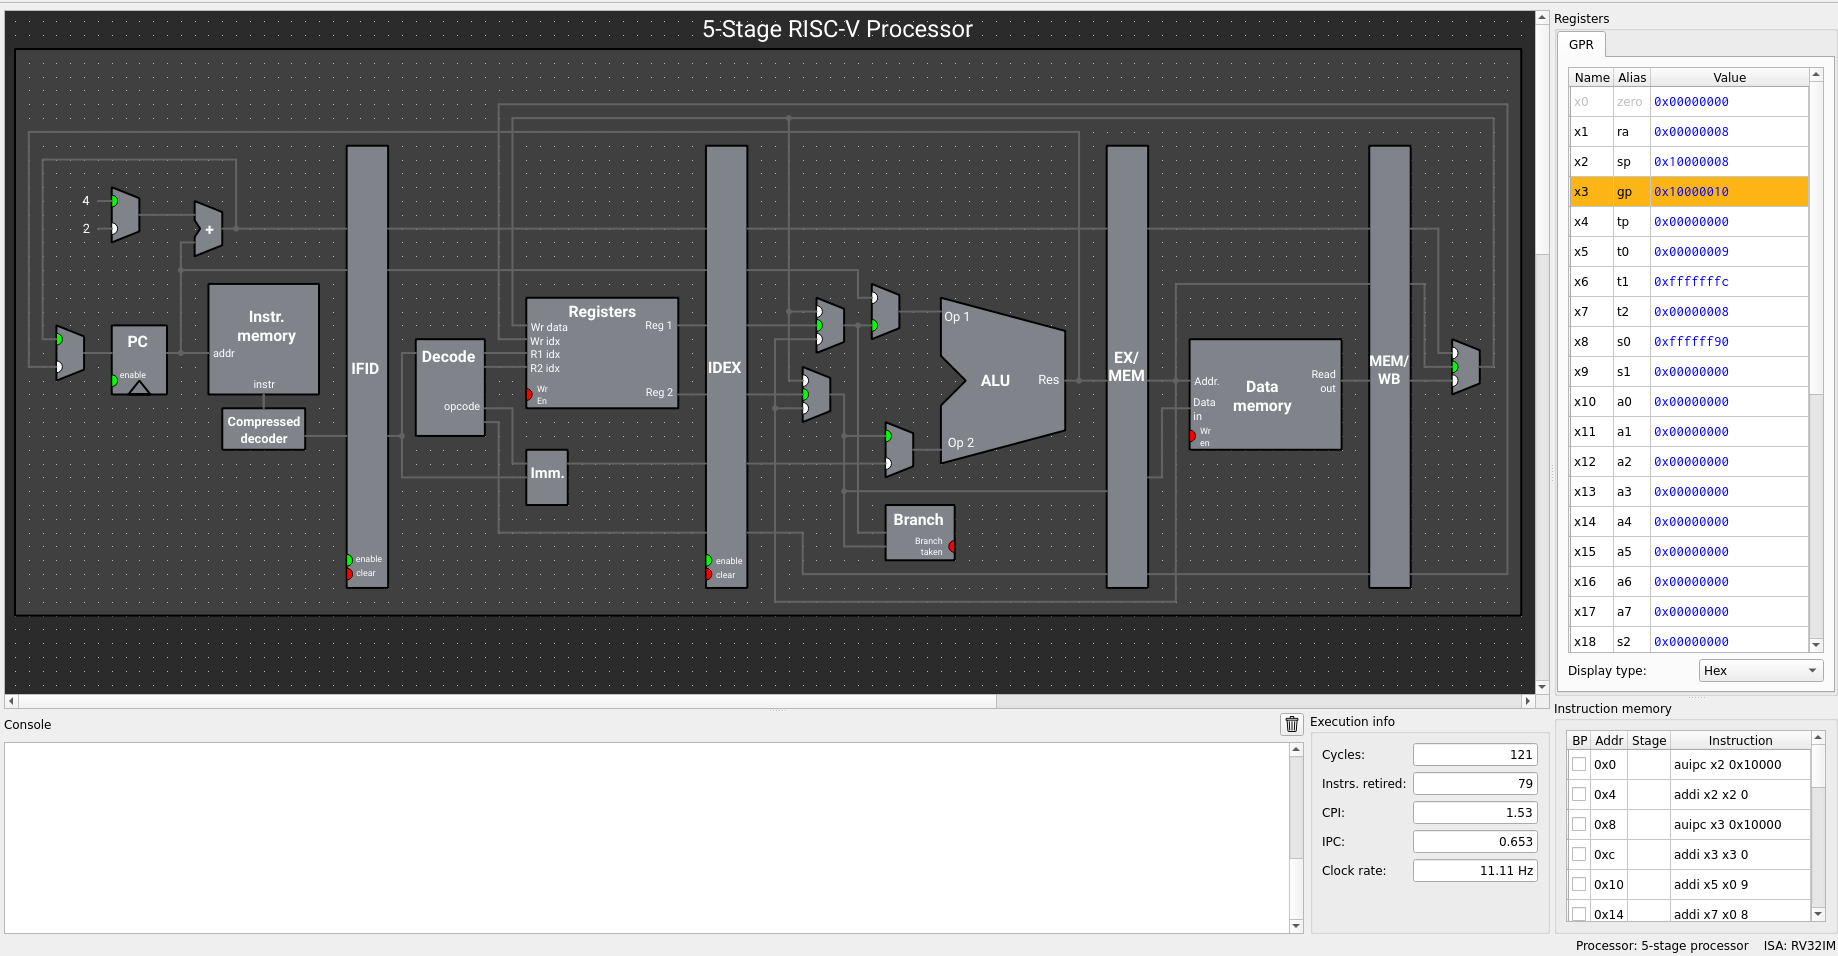 5-Stage RISC-V Processor
4
2
+
PC
enable
Instr.
memory
addr
instr
Compressed
decoder
IFID
enable
clear
Decode
opcode
Registers
Wr data
Wr idx
R1 idx
R2 idx
Wr
En
Reg 1
Reg 2
Imm.
IDEX
enable
clear
Op 1
ALU
Res
Op 2
Branch
Branch
taken
EX/
MEM
Addr.
Data
in
Wr
en
Data
memory
Read
out
MEM/
WB
Registers
GPR
Name Alias Value
x0 zero 0x00000000
x1 ra 0x00000008
x2 sp 0x10000008
x3 gp 0x10000010
x4 tp 0x00000000
x5 t0 0x00000009
x6 t1 0xfffffffc
x7 t2 0x00000008
x8 s0 0xffffff90
x9 s1 0x00000000
x10 a0 0x00000000
x11 a1 0x00000000
x12 a2 0x00000000
x13 a3 0x00000000
x14 a4 0x00000000
x15 a5 0x00000000
x16 a6 0x00000000
x17 a7 0x00000000
x18 s2 0x00000000
Display type: Hex
Console
Execution info
Cycles: 121
Instrs. retired: 79
CPI: 1.53
IPC: 0.653
Clock rate: 11.11 Hz
Instruction memory
BP Addr Stage Instruction
0x0 auipc x2 0x10000
0x4 addi x2 x2 0
0x8 auipc x3 0x10000
0xc addi x3 x3 0
0x10 addi x5 x0 9
0x14 addi x7 x0 8
Processor: 5-stage processor ISA: RV32IM